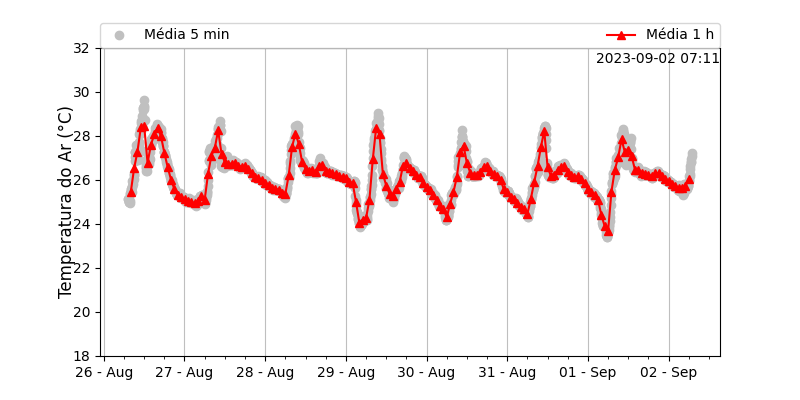 Média 5 min
Média 1 h
2023-09-02 07:11
Temperatura do Ar (°C)
32
30
28
26
24
22
20
18
26 - Aug
27 - Aug
28 - Aug
29 - Aug
30 - Aug
31 - Aug
01 - Sep
02 - Sep